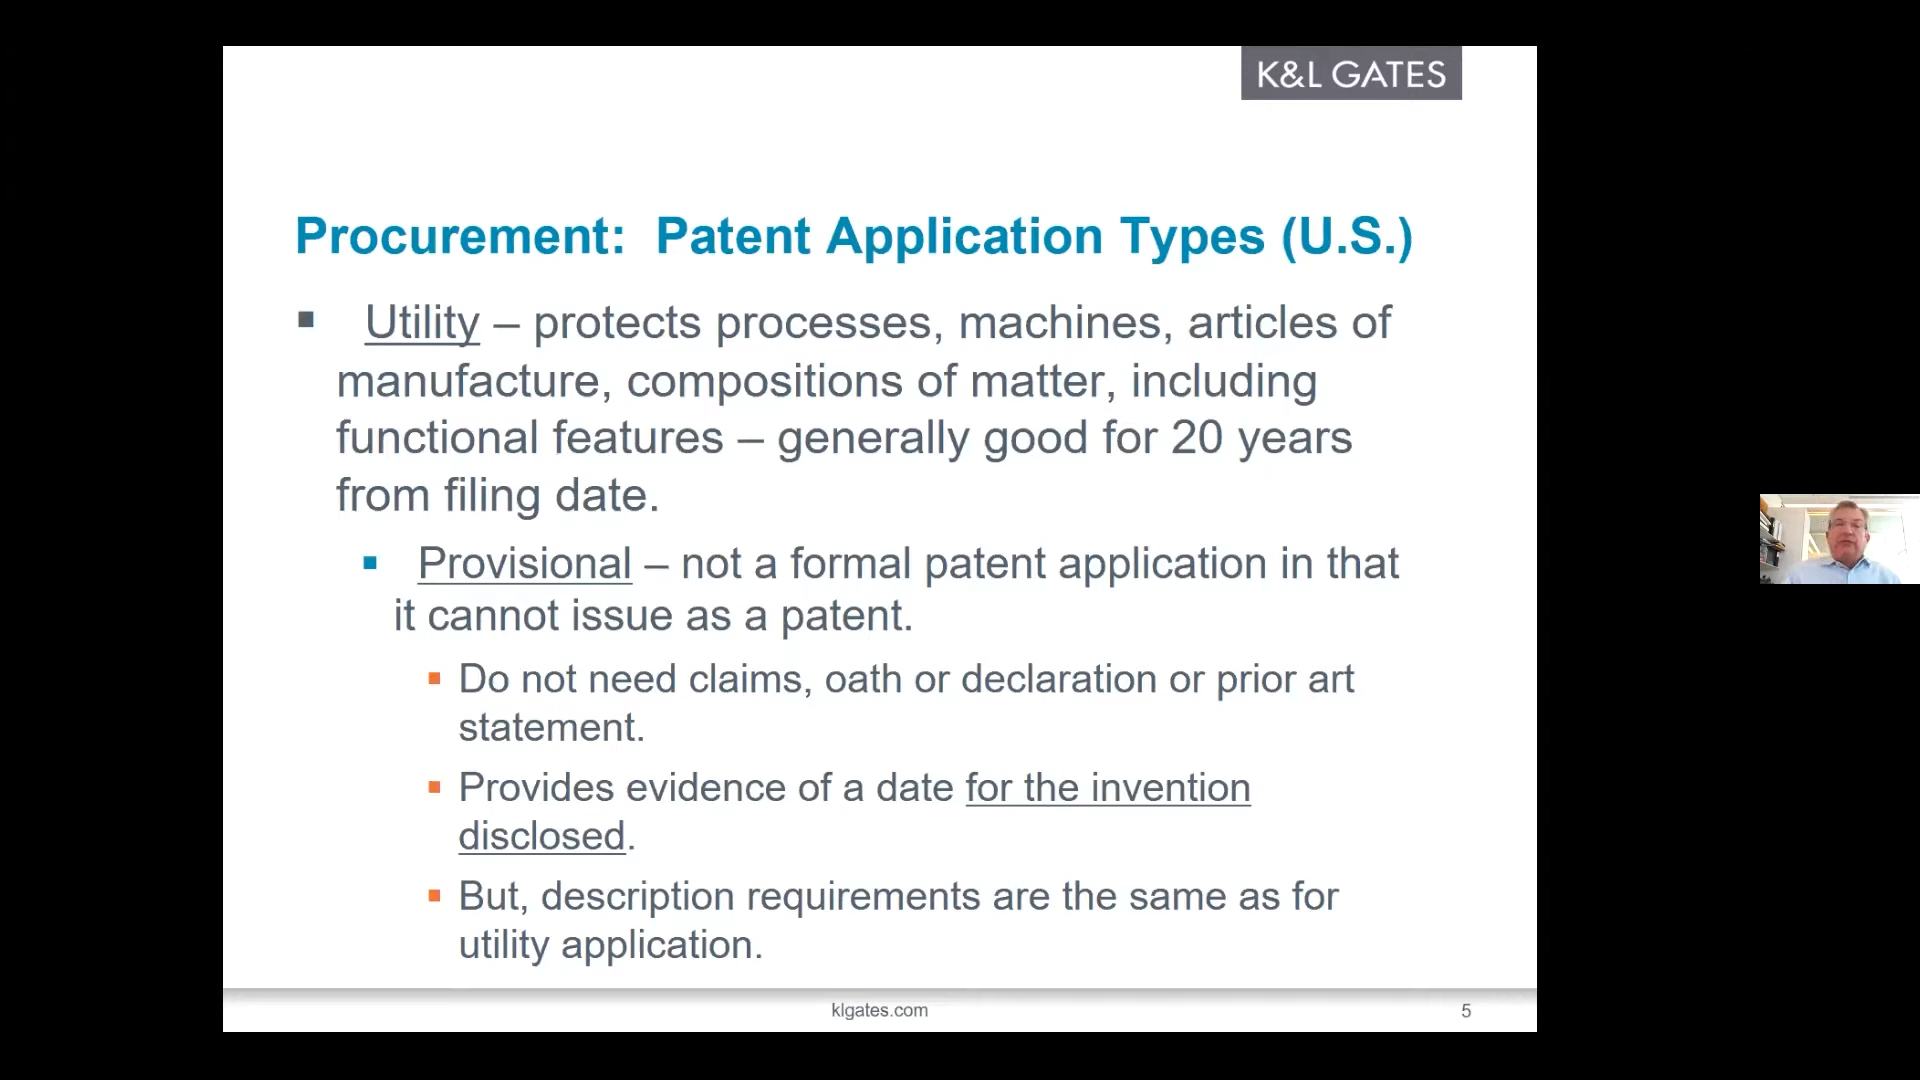 K&L GATES
Procurement:  Patent Application Types (U.S.)
▪ Utility – protects processes, machines, articles of
manufacture, compositions of matter, including
functional features – generally good for 20 years
from filing date.
▪ Provisional – not a formal patent application in that
it cannot issue as a patent.
▪ Do not need claims, oath or declaration or prior art
statement.
▪ Provides evidence of a date for the invention
disclosed.
▪ But, description requirements are the same as for
utility application.
klgates.com
5